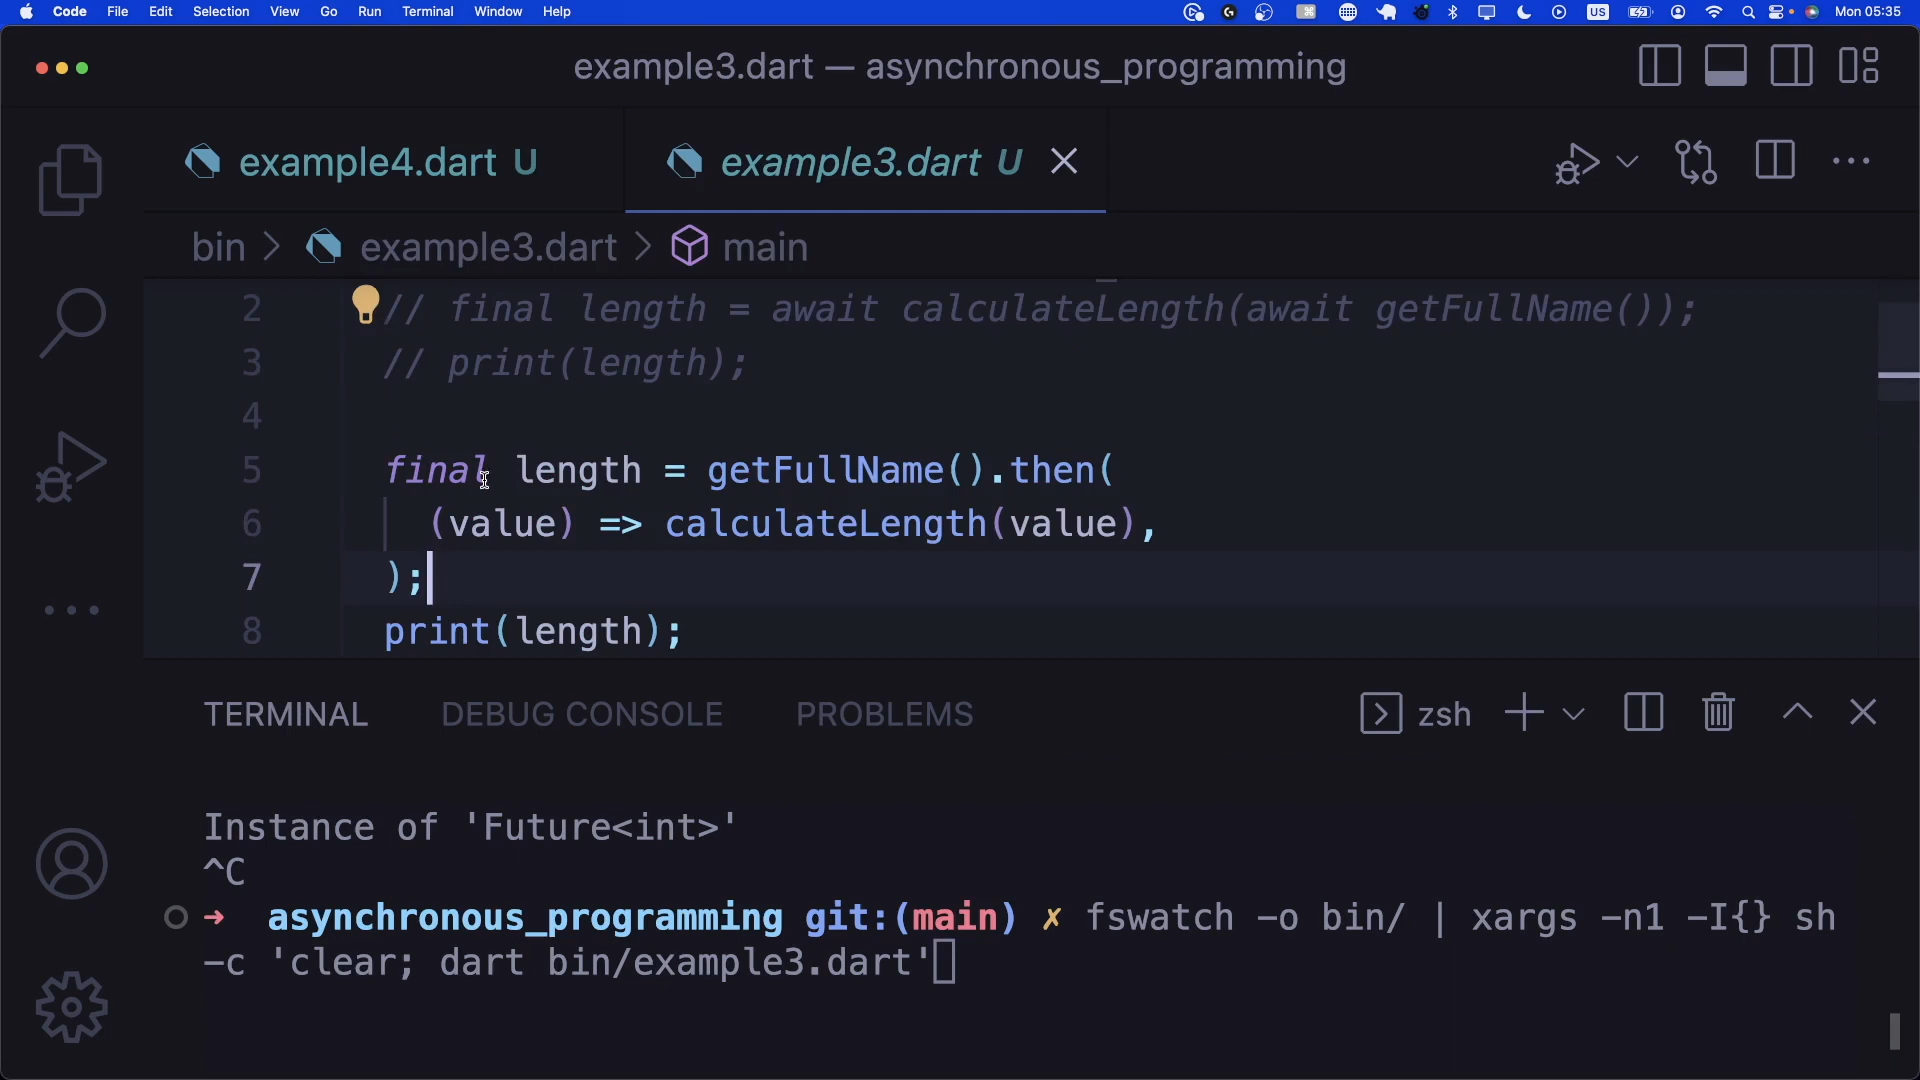 Code File Edit Selection View Go Run Terminal Window Help US Mon 05:35
example3.dart — asynchronous_programming
example4.dart U example3.dart U
bin > example3.dart > main
2 // final length = await calculateLength(await getFullName());
3 // print(length);
4
5 final length = getFullName().then(
6 (value) => calculateLength(value),
7 );
8 print(length);
TERMINAL DEBUG CONSOLE PROBLEMS zsh
Instance of 'Future<int>'
^C
→ asynchronous_programming git:(main) ✗ fswatch -o bin/ | xargs -n1 -I{} sh
-c 'clear; dart bin/example3.dart'